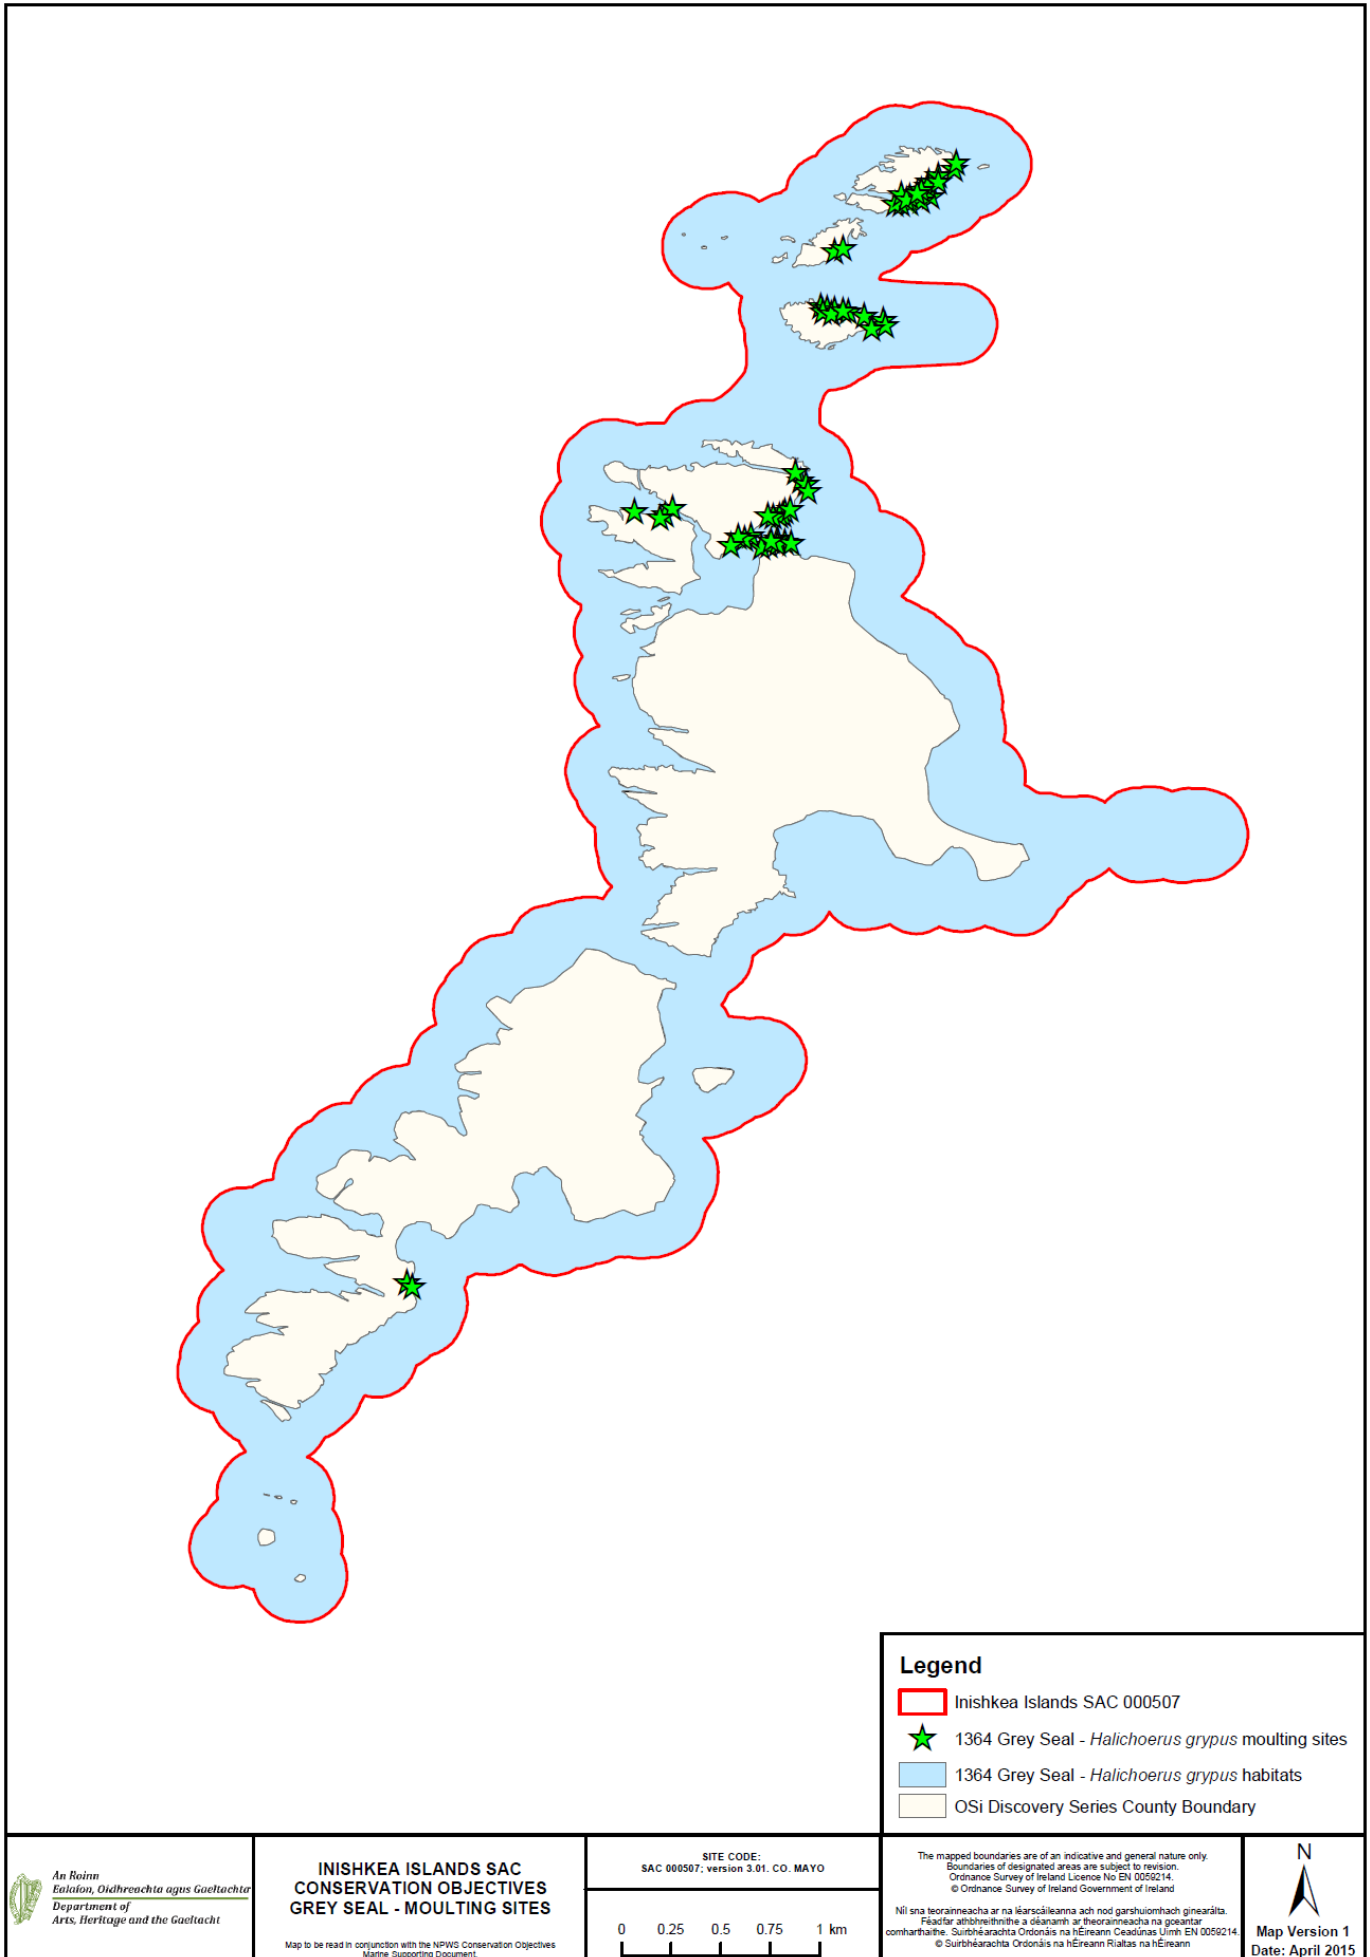 Legend
Inishkea Islands SAC 000507
1364 Grey Seal - Halichoerus grypus moulting sites
1364 Grey Seal - Halichoerus grypus habitats
OSi Discovery Series County Boundary
An Roinn
Ealaíon, Oidhreachta agus Gaeltachta
Department of
Arts, Heritage and the Gaeltacht
INISHKEA ISLANDS SAC
CONSERVATION OBJECTIVES
GREY SEAL - MOULTING SITES
Map to be read in conjunction with the NPWS Conservation Objectives
Marine Supporting Document.
SITE CODE:
SAC 000507; version 3.01. CO. MAYO
0 0.25 0.5 0.75 1 km
The mapped boundaries are of an indicative and general nature only.
Boundaries of designated areas are subject to revision.
Ordnance Survey of Ireland Licence No EN 0059214.
© Ordnance Survey of Ireland Government of Ireland
Níl sna teorainneacha ar na léarscáileanna ach nod garshuíomhach ginearálta.
Féadfar athbhreithnithe a déanamh ar theorainneacha na gceantar
comharthaithe. Suirbhéarachta Ordonáis na hÉireann Ceadúnas Uimh EN 0059214.
© Suirbhéarachta Ordonáis na hÉireann Rialtas na hÉireann
N
Map Version 1
Date: April 2015